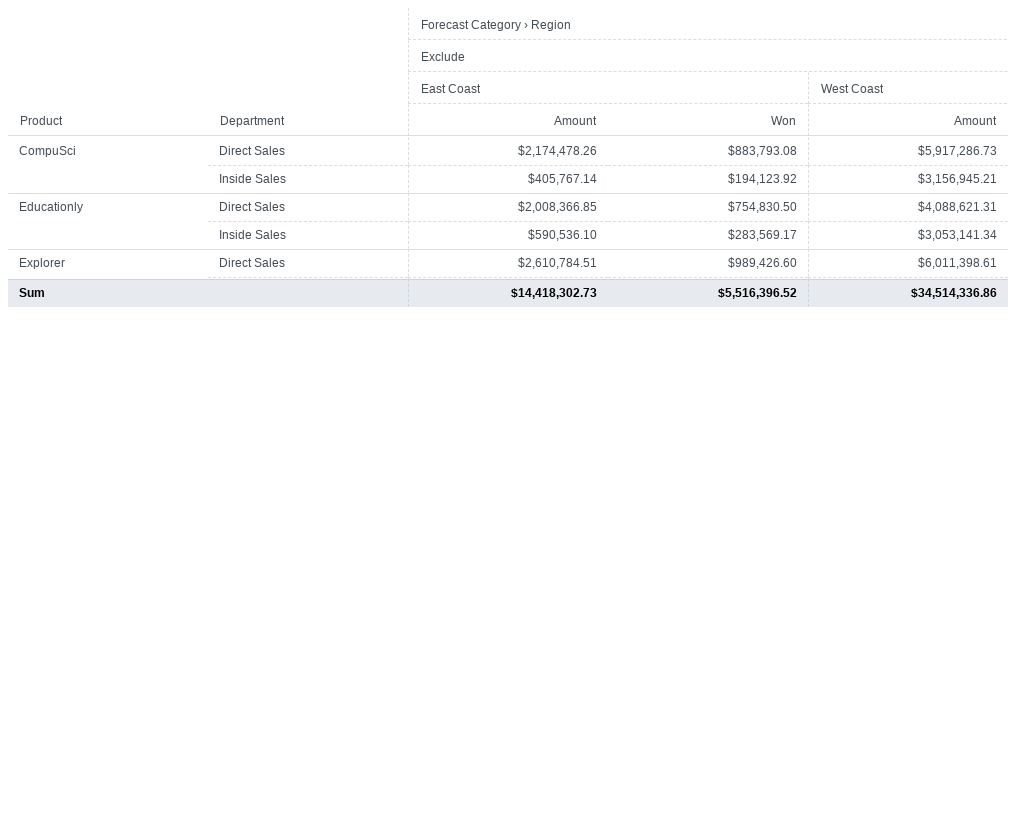 Forecast Category › Region
Exclude
East Coast West Coast
Product Department Amount Won Amount
CompuSci Direct Sales $2,174,478.26 $883,793.08 $5,917,286.73
Inside Sales $405,767.14 $194,123.92 $3,156,945.21
Educationly Direct Sales $2,008,366.85 $754,830.50 $4,088,621.31
Inside Sales $590,536.10 $283,569.17 $3,053,141.34
Explorer Direct Sales $2,610,784.51 $989,426.60 $6,011,398.61
Sum $14,418,302.73 $5,516,396.52 $34,514,336.86